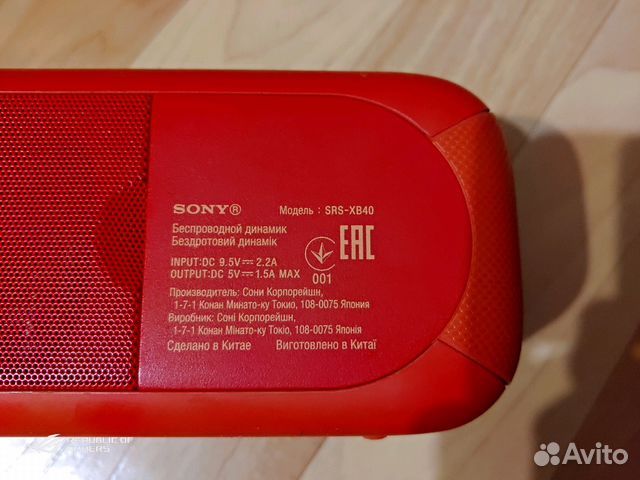 SONY® Модель : SRS-XB40
Беспроводной динамик
Бездротовий динамік
INPUT:DC 9.5V⎓ 2.2A
OUTPUT:DC 5V⎓ 1.5A MAX
001
EAC
Производитель: Сони Корпорейшн,
1-7-1 Конан Минато-ку Токио, 108-0075 Япония
Виробник: Соні Корпорейшн,
1-7-1 Конан Мінато-ку Токіо, 108-0075 Японія
Сделано в Китае Виготовлено в Китаї
REPUBLIC OF
GAMERS
Avito